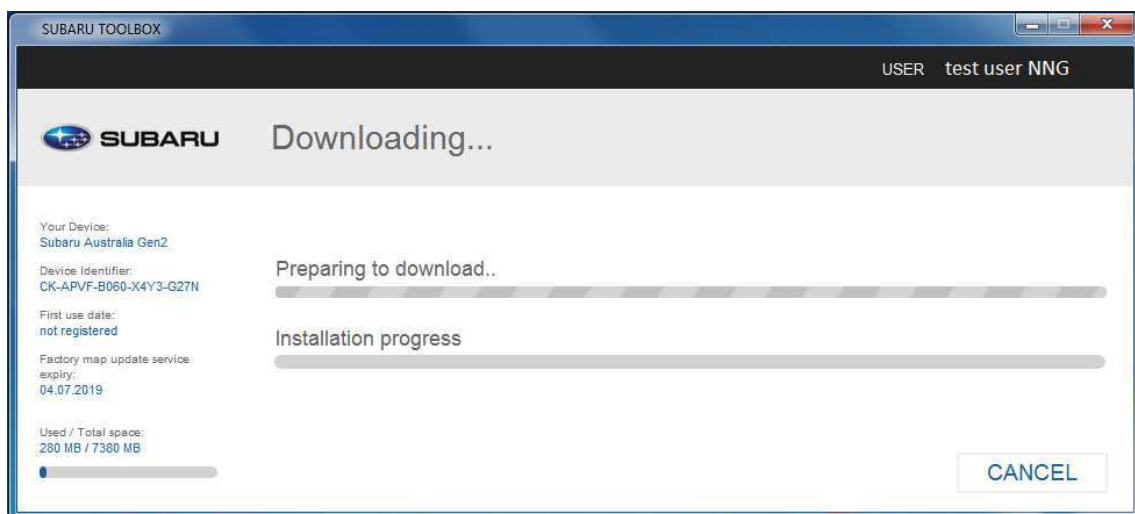 SUBARU TOOLBOX
USER test user NNG
SUBARU
Downloading...
Your Device:
Subaru Australia Gen2
Device Identifier:
CK-APVF-B060-X4Y3-G27N
First use date:
not registered
Factory map update service
expiry:
04.07.2019
Used / Total space:
280 MB / 7380 MB
Preparing to download..
Installation progress
CANCEL